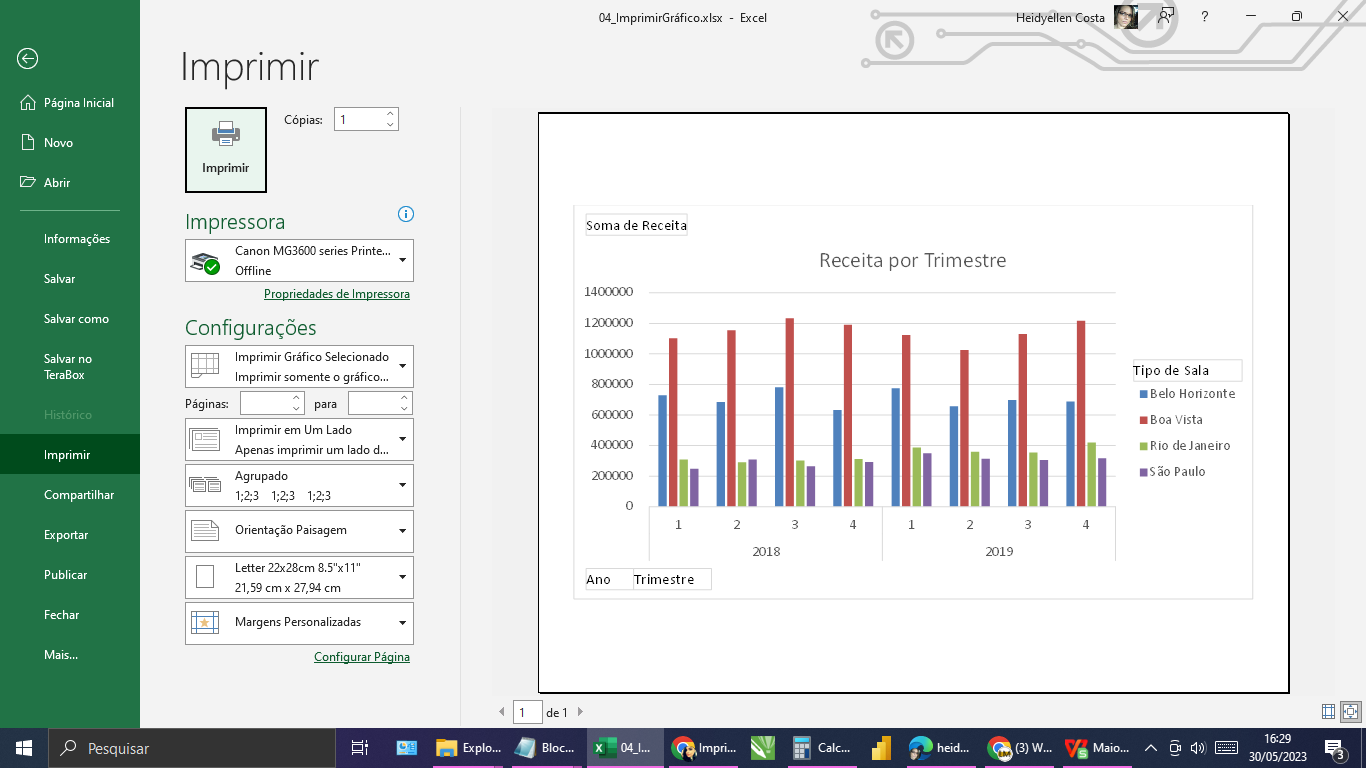 04_ImprimirGráfico.xlsx - Excel
Heidyellen Costa
?
Imprimir
Página Inicial
Novo
Abrir
Informações
Salvar
Salvar como
Salvar no
TeraBox
Histórico
Imprimir
Compartilhar
Exportar
Publicar
Fechar
Mais...
Imprimir
Cópias:
1
Impressora
Canon MG3600 series Printe...
Offline
Propriedades de Impressora
Configurações
Imprimir Gráfico Selecionado
Imprimir somente o gráfico...
Páginas:
para
Imprimir em Um Lado
Apenas imprimir um lado d...
Agrupado
1;2;3 1;2;3 1;2;3
Orientação Paisagem
Letter 22x28cm 8.5"x11"
21,59 cm x 27,94 cm
Margens Personalizadas
Configurar Página
Soma de Receita
Receita por Trimestre
1400000
1200000
1000000
800000
600000
400000
200000
0
1 2 3 4 1 2 3 4
2018 2019
Ano Trimestre
Tipo de Sala
Belo Horizonte
Boa Vista
Rio de Janeiro
São Paulo
1 de 1
Pesquisar
Explo...
Bloc...
04_I...
Impri...
Calc...
heid...
(3) W...
Maio...
16:29
30/05/2023
3